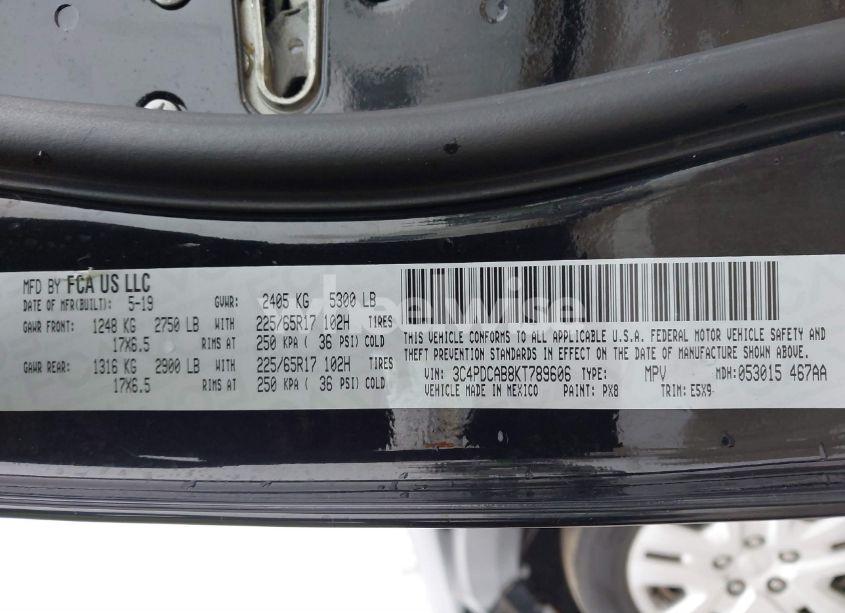 MFD BY FCA US LLC
DATE OF MFR(BUILT): 5-19 GVWR: 2405 KG 5300 LB
GAWR FRONT: 1248 KG 2750 LB WITH 225/65R17 102H TIRES
17X6.5 RIMS AT 250 KPA ( 36 PSI) COLD
GAWR REAR: 1316 KG 2900 LB WITH 225/65R17 102H TIRES
17X6.5 RIMS AT 250 KPA ( 36 PSI) COLD
THIS VEHICLE CONFORMS TO ALL APPLICABLE U.S.A. FEDERAL MOTOR VEHICLE SAFETY AND
THEFT PREVENTION STANDARDS IN EFFECT ON THE DATE OF MANUFACTURE SHOWN ABOVE.
VIN: 3C4PDCAB8KT789606 TYPE: MPV MDH: 053015 467AA
VEHICLE MADE IN MEXICO PAINT: PX8 TRIM: E5X9